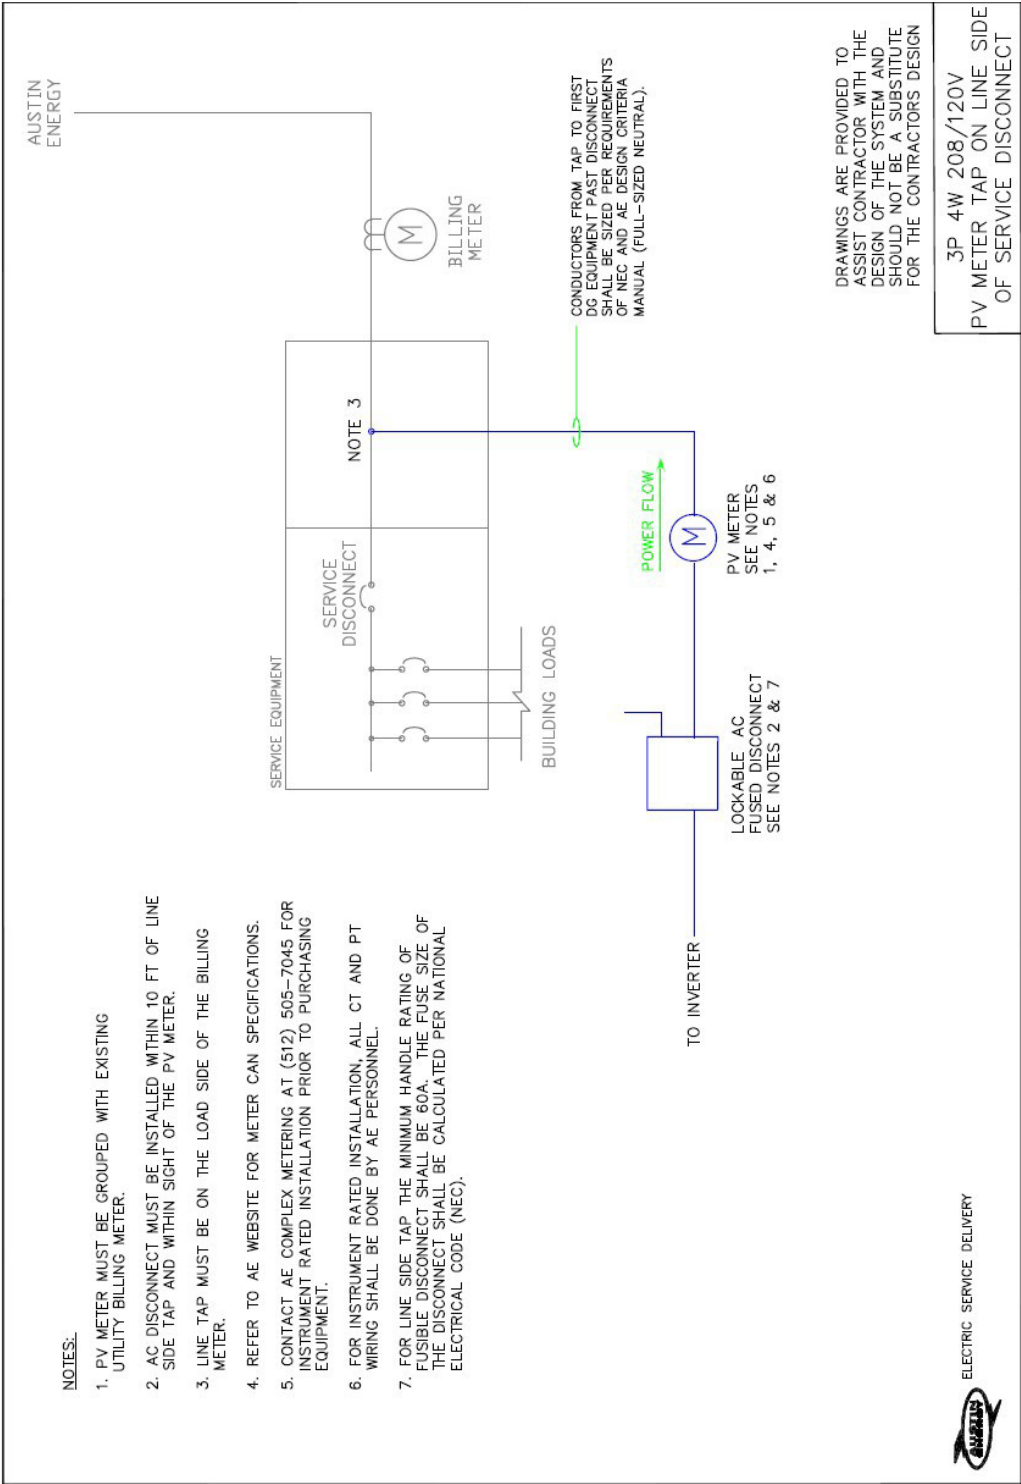 NOTES:
1. PV METER MUST BE GROUPED WITH EXISTING
UTILITY BILLING METER.
2. AC DISCONNECT MUST BE INSTALLED WITHIN 10 FT OF LINE
SIDE TAP AND WITHIN SIGHT OF THE PV METER.
3. LINE TAP MUST BE ON THE LOAD SIDE OF THE BILLING
METER.
4. REFER TO AE WEBSITE FOR METER CAN SPECIFICATIONS.
5. CONTACT AE COMPLEX METERING AT (512) 505-7045 FOR
INSTRUMENT RATED INSTALLATION PRIOR TO PURCHASING
EQUIPMENT.
6. FOR INSTRUMENT RATED INSTALLATION, ALL CT AND PT
WIRING SHALL BE DONE BY AE PERSONNEL.
7. FOR LINE SIDE TAP THE MINIMUM HANDLE RATING OF
FUSIBLE DISCONNECT SHALL BE 60A. THE FUSE SIZE OF
THE DISCONNECT SHALL BE CALCULATED PER NATIONAL
ELECTRICAL CODE (NEC).
AUSTIN
ENERGY
SERVICE EQUIPMENT
SERVICE
DISCONNECT
NOTE 3
M
BILLING
METER
BUILDING LOADS
CONDUCTORS FROM TAP TO FIRST
DG EQUIPMENT PAST DISCONNECT
SHALL BE SIZED PER REQUIREMENTS
OF NEC AND AE DESIGN CRITERIA
MANUAL (FULL-SIZED NEUTRAL).
POWER FLOW
TO INVERTER
LOCKABLE AC
FUSED DISCONNECT
SEE NOTES 2 & 7
M
PV METER
SEE NOTES
1, 4, 5 & 6
DRAWINGS ARE PROVIDED TO
ASSIST CONTRACTOR WITH THE
DESIGN OF THE SYSTEM AND
SHOULD NOT BE A SUBSTITUTE
FOR THE CONTRACTORS DESIGN
AUSTIN
ENERGY
ELECTRIC SERVICE DELIVERY
3P 4W 208/120V
PV METER TAP ON LINE SIDE
OF SERVICE DISCONNECT